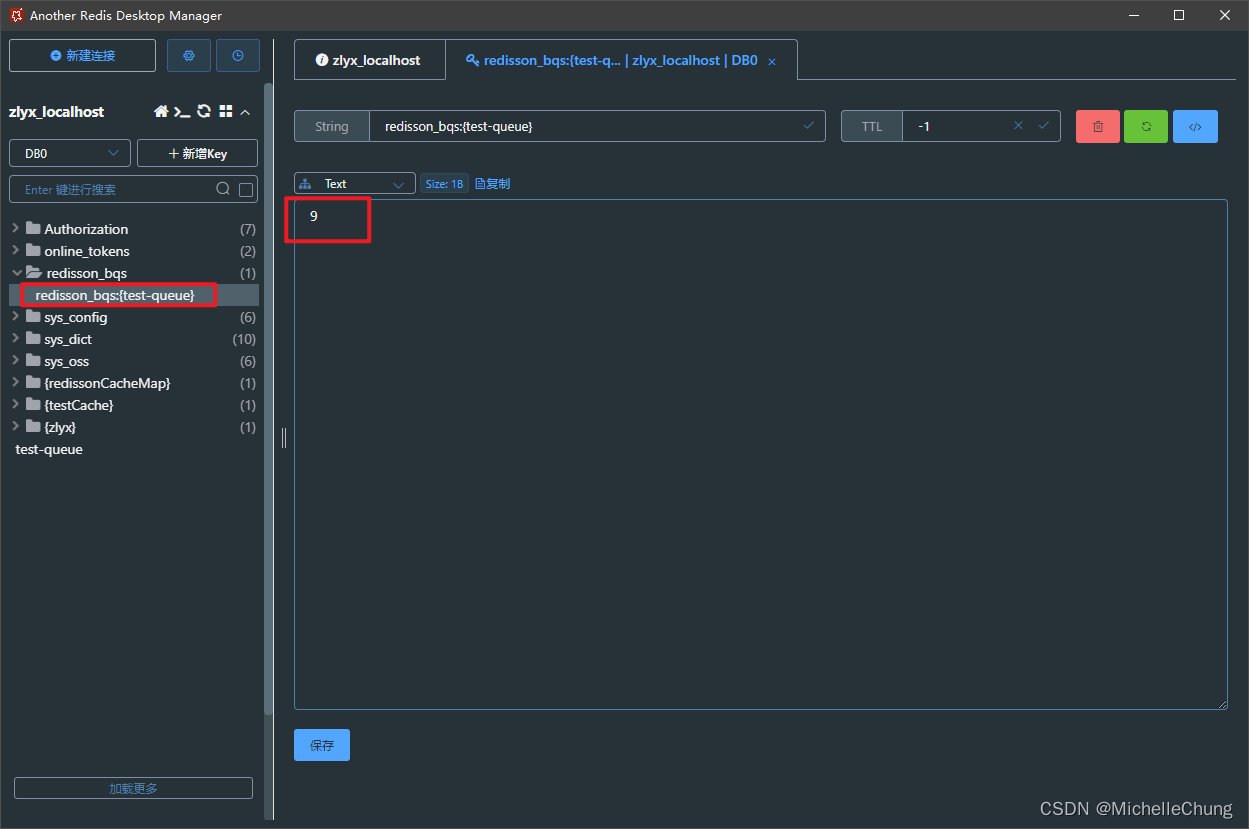 Another Redis Desktop Manager
新建连接
zlyx_localhost
DB0
新增Key
Enter 键进行搜索
Authorization (7)
online_tokens (2)
redisson_bqs (1)
redisson_bqs:{test-queue}
sys_config (6)
sys_dict (10)
sys_oss (6)
{redissonCacheMap} (1)
{testCache} (1)
{zlyx} (1)
test-queue
加载更多
zlyx_localhost
redisson_bqs:{test-q... | zlyx_localhost | DB0
String redisson_bqs:{test-queue}
TTL -1
Text Size: 1B 复制
9
保存
CSDN @MichelleChung